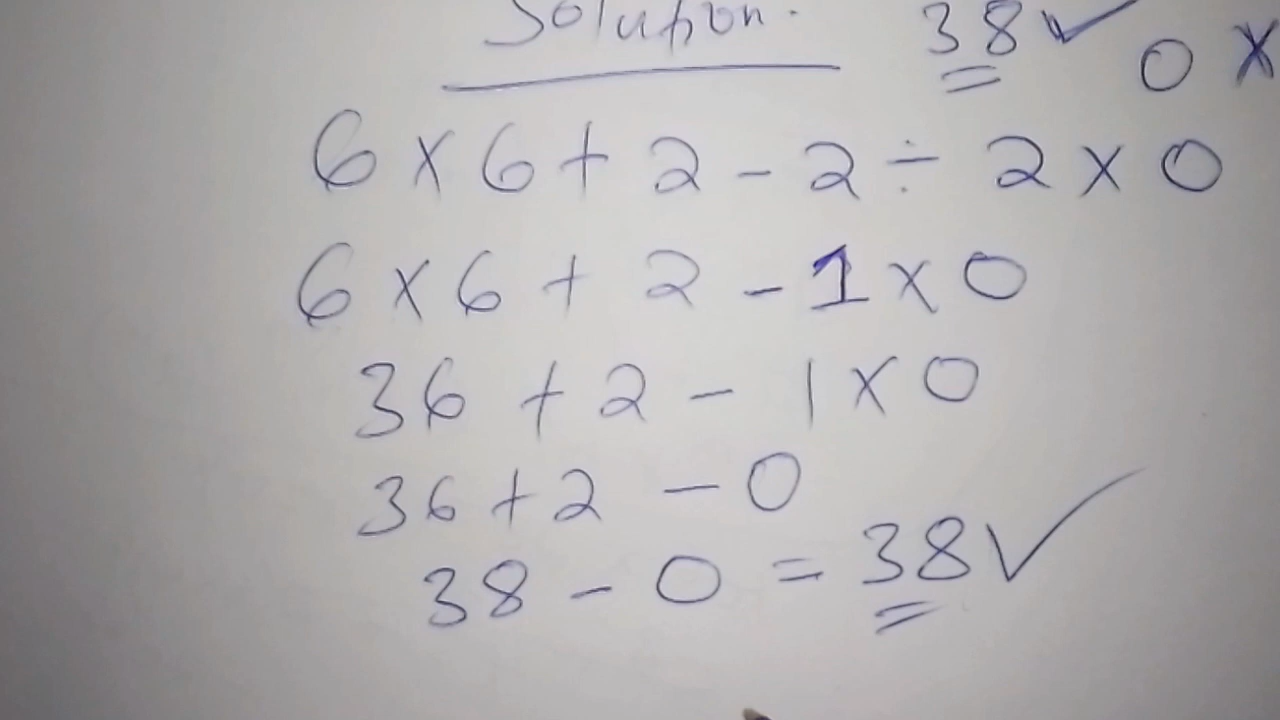 Solution. 38 ✓ 0 ×
6 × 6 + 2 - 2 ÷ 2 × 0
6 × 6 + 2 - 1 × 0
36 + 2 - 1 × 0
36 + 2 - 0
38 - 0 = 38 ✓